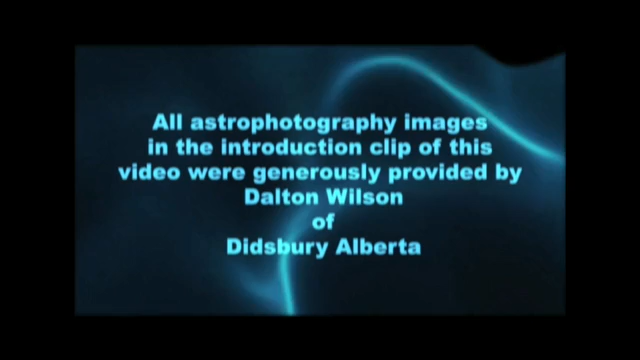 All astrophotography images
in the introduction clip of this
video were generously provided by
Dalton Wilson
of
Didsbury Alberta